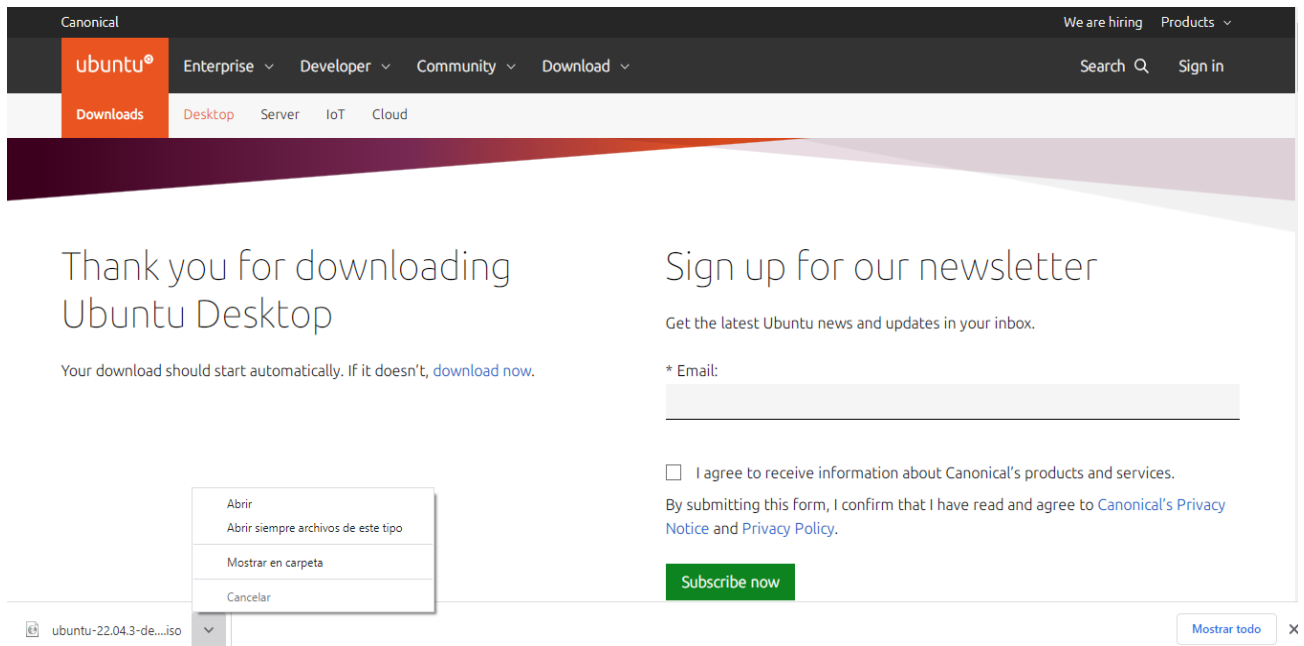 Canonical
We are hiring Products
ubuntu®
Enterprise Developer Community Download
Search Sign in
Downloads
Desktop Server IoT Cloud
Thank you for downloading
Ubuntu Desktop
Your download should start automatically. If it doesn’t, download now.
Sign up for our newsletter
Get the latest Ubuntu news and updates in your inbox.
* Email:
I agree to receive information about Canonical’s products and services.
By submitting this form, I confirm that I have read and agree to Canonical’s Privacy
Notice and Privacy Policy.
Subscribe now
Abrir
Abrir siempre archivos de este tipo
Mostrar en carpeta
Cancelar
ubuntu-22.04.3-de....iso
Mostrar todo